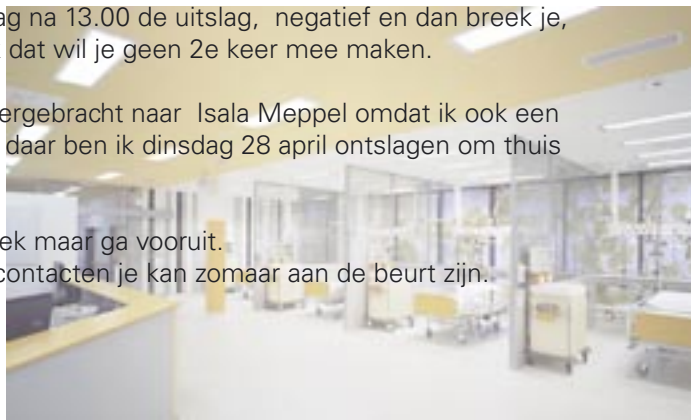 ag na 13.00 de uitslag, negatief en dan breek je,
dat wil je geen 2e keer mee maken.
ergebracht naar Isala Meppel omdat ik ook een
daar ben ik dinsdag 28 april ontslagen om thuis
ek maar ga vooruit.
contacten je kan zomaar aan de beurt zijn.